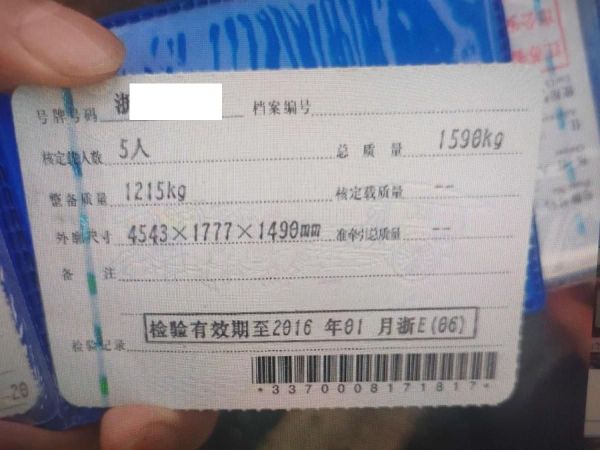 号牌号码 浙 档案编号
核定载人数 5人 总质量 1590kg
整备质量 1215kg 核定载质量 --
外廓尺寸 4543×1777×1490mm 准牵引总质量 --
备注
检验记录 检验有效期至2016年01月浙E(06)
*3370008171817*
-20